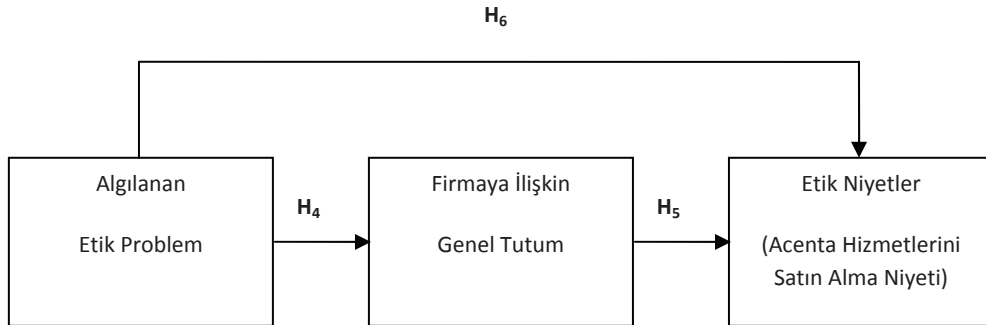 H₆
Algılanan
Etik Problem
H₄
Firmaya İlişkin
Genel Tutum
H₅
Etik Niyetler
(Acenta Hizmetlerini
Satın Alma Niyeti)